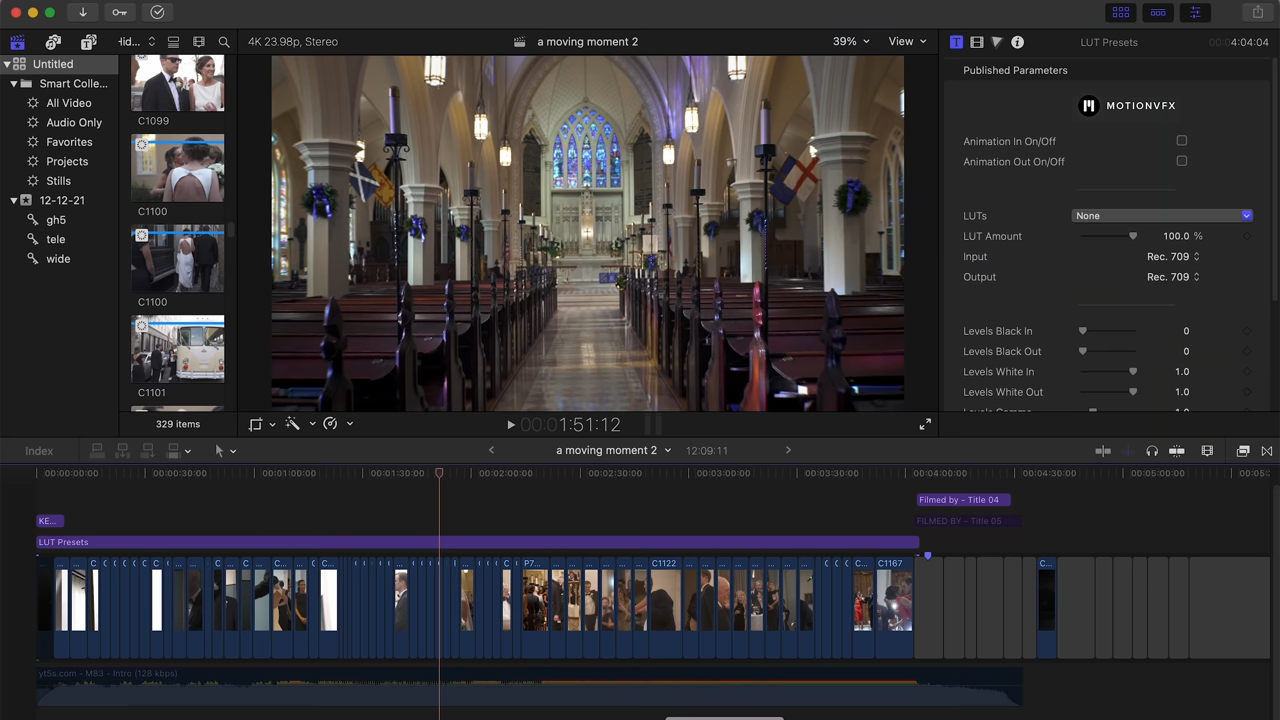 Hid...
4K 23.98p, Stereo
a moving moment 2
39%
View
T
LUT Presets
00:04:04:04
Untitled
Smart Colle...
All Video
Audio Only
Favorites
Projects
Stills
12-12-21
gh5
tele
wide
C1099
C1100
C1100
C1101
329 items
Published Parameters
MOTIONVFX
Animation In On/Off
Animation Out On/Off
LUTs
None
LUT Amount
100.0 %
Input
Rec. 709
Output
Rec. 709
Levels Black In
0
Levels Black Out
0
Levels White In
1.0
Levels White Out
1.0
00:01:51:12
Index
a moving moment 2
12:09:11
00:00:00:00
00:00:30:00
00:01:00:00
00:01:30:00
00:02:00:00
00:02:30:00
00:03:00:00
00:03:30:00
00:04:00:00
00:04:30:00
00:05:00:00
Filmed by - Title 04
KE...
FILMED BY - Title 05
LUT Presets
P7...
C1122
C...
C1167
C...
yt5s.com - M83 - Intro (128 kbps)